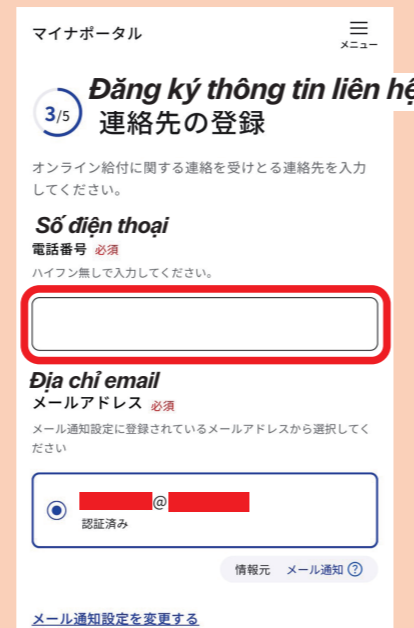 マイナポータル
メニュー
Đăng ký thông tin liên hệ
3/5
連絡先の登録
オンライン給付に関する連絡を受けとる連絡先を入力
してください。
Số điện thoại
電話番号 必須
ハイフン無しで入力してください。
Địa chỉ email
メールアドレス 必須
メール通知設定に登録されているメールアドレスから選択してく
ださい
@
認証済み
情報元 メール通知 ?
メール通知設定を変更する